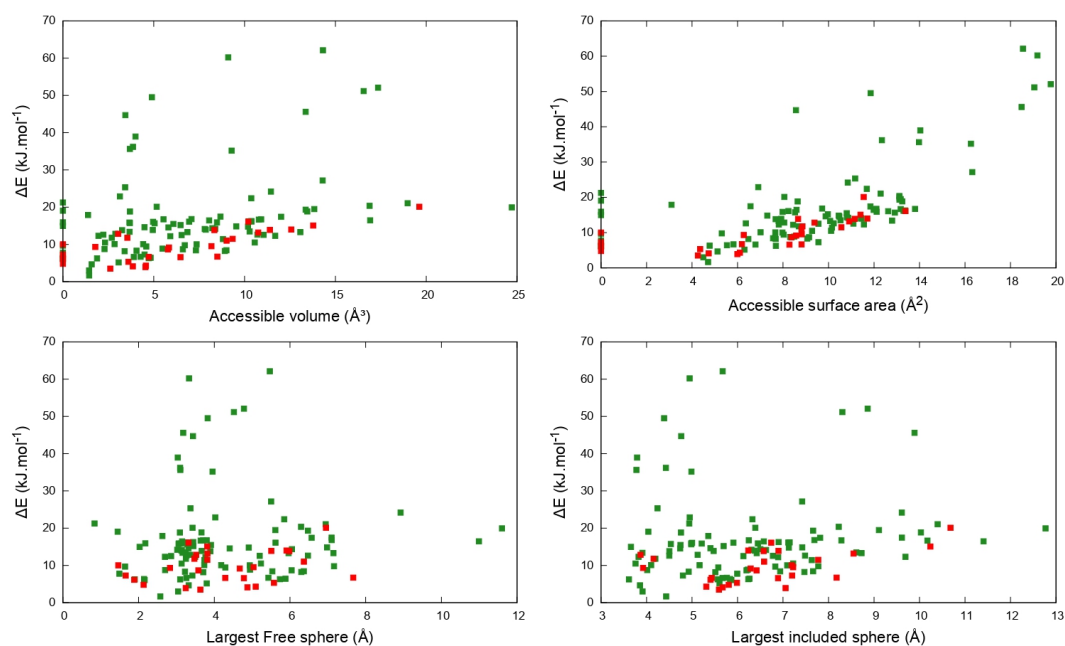 70
60
50
40
30
20
10
0
ΔE (kJ.mol⁻¹)
0 5 10 15 20 25
Accessible volume (Å³)
70
60
50
40
30
20
10
0
ΔE (kJ.mol⁻¹)
0 2 4 6 8 10 12 14 16 18 20
Accessible surface area (Å²)
70
60
50
40
30
20
10
0
ΔE (kJ.mol⁻¹)
0 2 4 6 8 10 12
Largest Free sphere (Å)
70
60
50
40
30
20
10
0
ΔE (kJ.mol⁻¹)
3 4 5 6 7 8 9 10 11 12 13
Largest included sphere (Å)